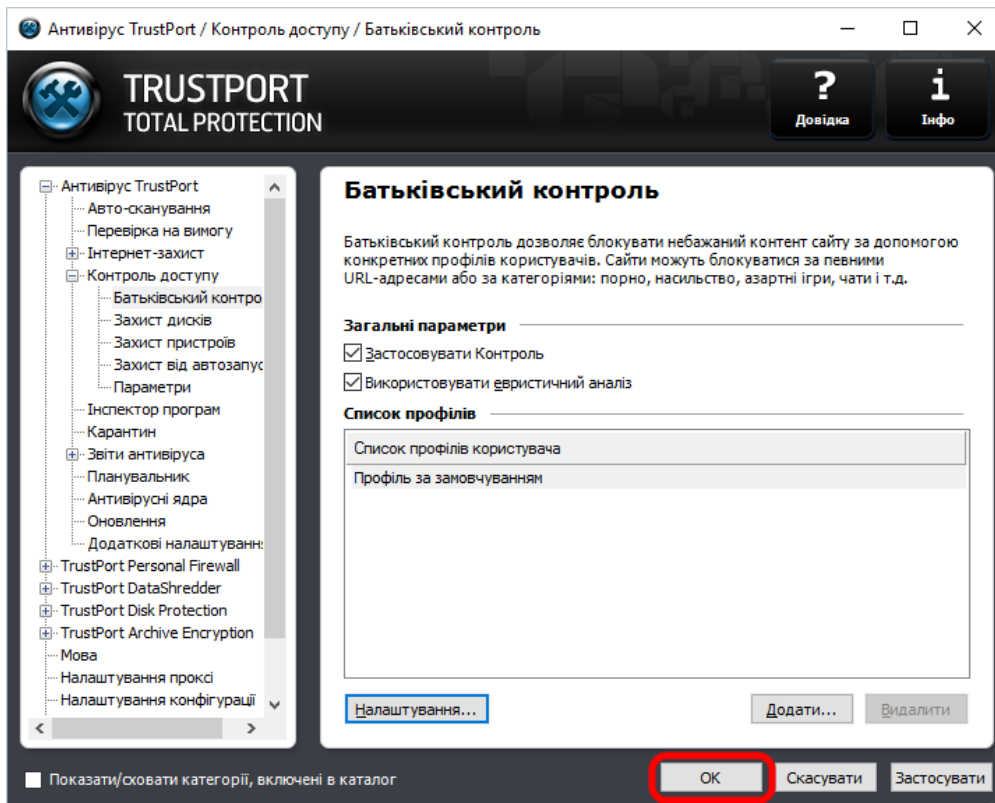 Антивірус TrustPort / Контроль доступу / Батьківський контроль
TRUSTPORT
TOTAL PROTECTION
?
Довідка
i
Інфо
Антивірус TrustPort
Авто-сканування
Перевірка на вимогу
Інтернет-захист
Контроль доступу
Батьківський контро
Захист дисків
Захист пристроїв
Захист від автозапус
Параметри
Інспектор програм
Карантин
Звіти антивіруса
Планувальник
Антивірусні ядра
Оновлення
Додаткові налаштування
TrustPort Personal Firewall
TrustPort DataShredder
TrustPort Disk Protection
TrustPort Archive Encryption
Мова
Налаштування проксі
Налаштування конфігурації
Батьківський контроль
Батьківський контроль дозволяє блокувати небажаний контент сайту за допомогою
конкретних профілів користувачів. Сайти можуть блокуватися за певними
URL-адресами або за категоріями: порно, насильство, азартні ігри, чати і т.д.
Загальні параметри
Застосовувати Контроль
Використовувати евристичний аналіз
Список профілів
Список профілів користувача
Профіль за замовчуванням
Налаштування...
Додати...
Видалити
Показати/сховати категорії, включені в каталог
OK
Скасувати
Застосувати